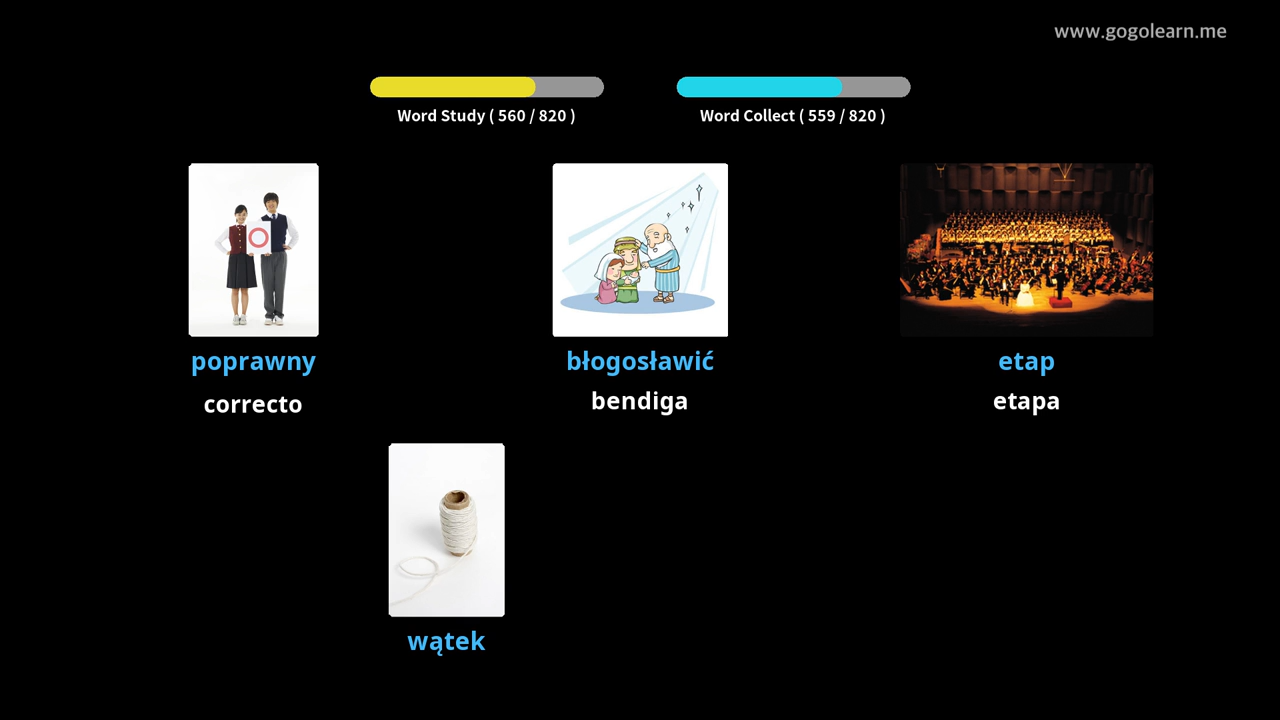 www.gogolearn.me
Word Study ( 560 / 820 )
Word Collect ( 559 / 820 )
poprawny
correcto
błogosławić
bendiga
etap
etapa
wątek